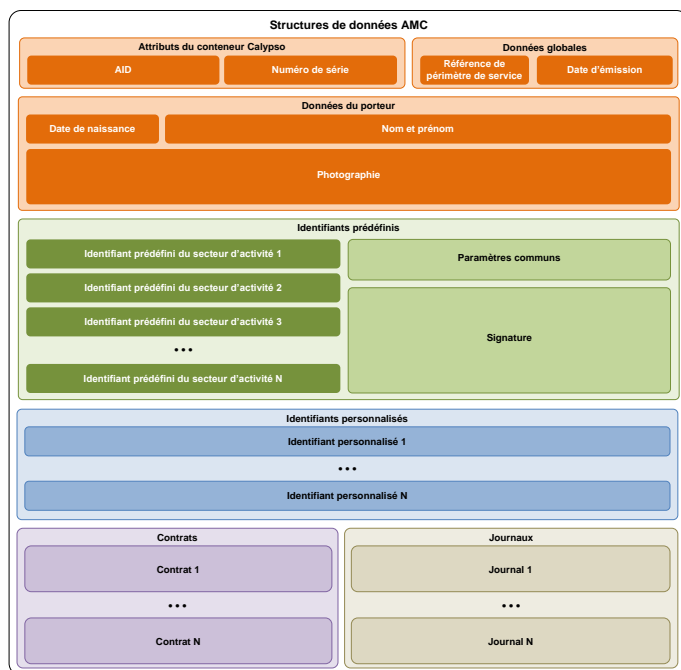 Structures de données AMC
Attributs du conteneur Calypso
AID
Numéro de série
Données globales
Référence de
périmètre de service
Date d'émission
Données du porteur
Date de naissance
Nom et prénom
Photographie
Identifiants prédéfinis
Identifiant prédéfini du secteur d'activité 1
Identifiant prédéfini du secteur d'activité 2
Identifiant prédéfini du secteur d'activité 3
•••
Identifiant prédéfini du secteur d'activité N
Paramètres communs
Signature
Identifiants personnalisés
Identifiant personnalisé 1
•••
Identifiant personnalisé N
Contrats
Contrat 1
•••
Contrat N
Journaux
Journal 1
•••
Journal N